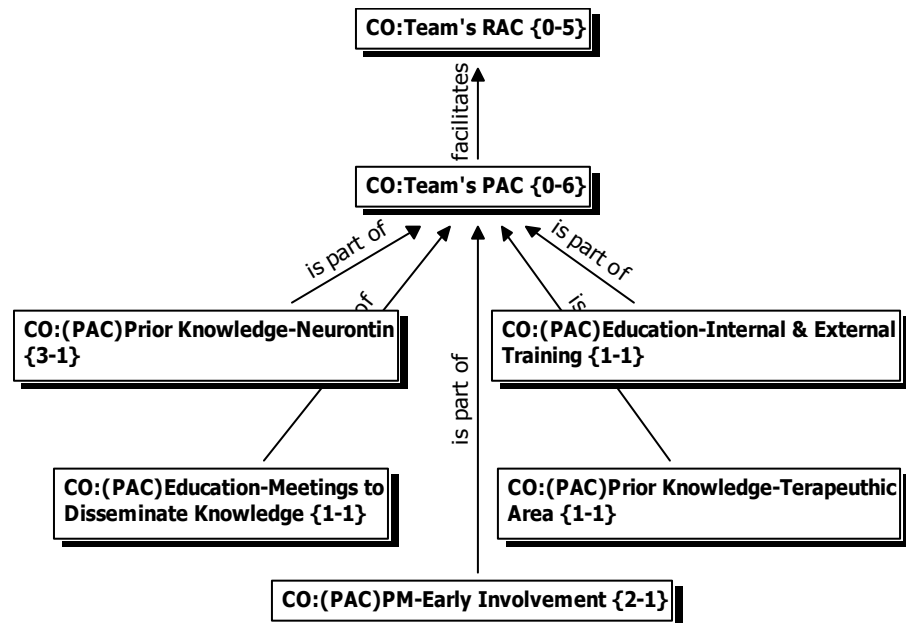 CO:Team's RAC {0-5}
facilitates
CO:Team's PAC {0-6}
is part of
of
is part of
is
is part of
CO:(PAC)Prior Knowledge-Neurontin
{3-1}
CO:(PAC)Education-Internal & External
Training {1-1}
CO:(PAC)Education-Meetings to
Disseminate Knowledge {1-1}
CO:(PAC)Prior Knowledge-Terapeuthic
Area {1-1}
CO:(PAC)PM-Early Involvement {2-1}